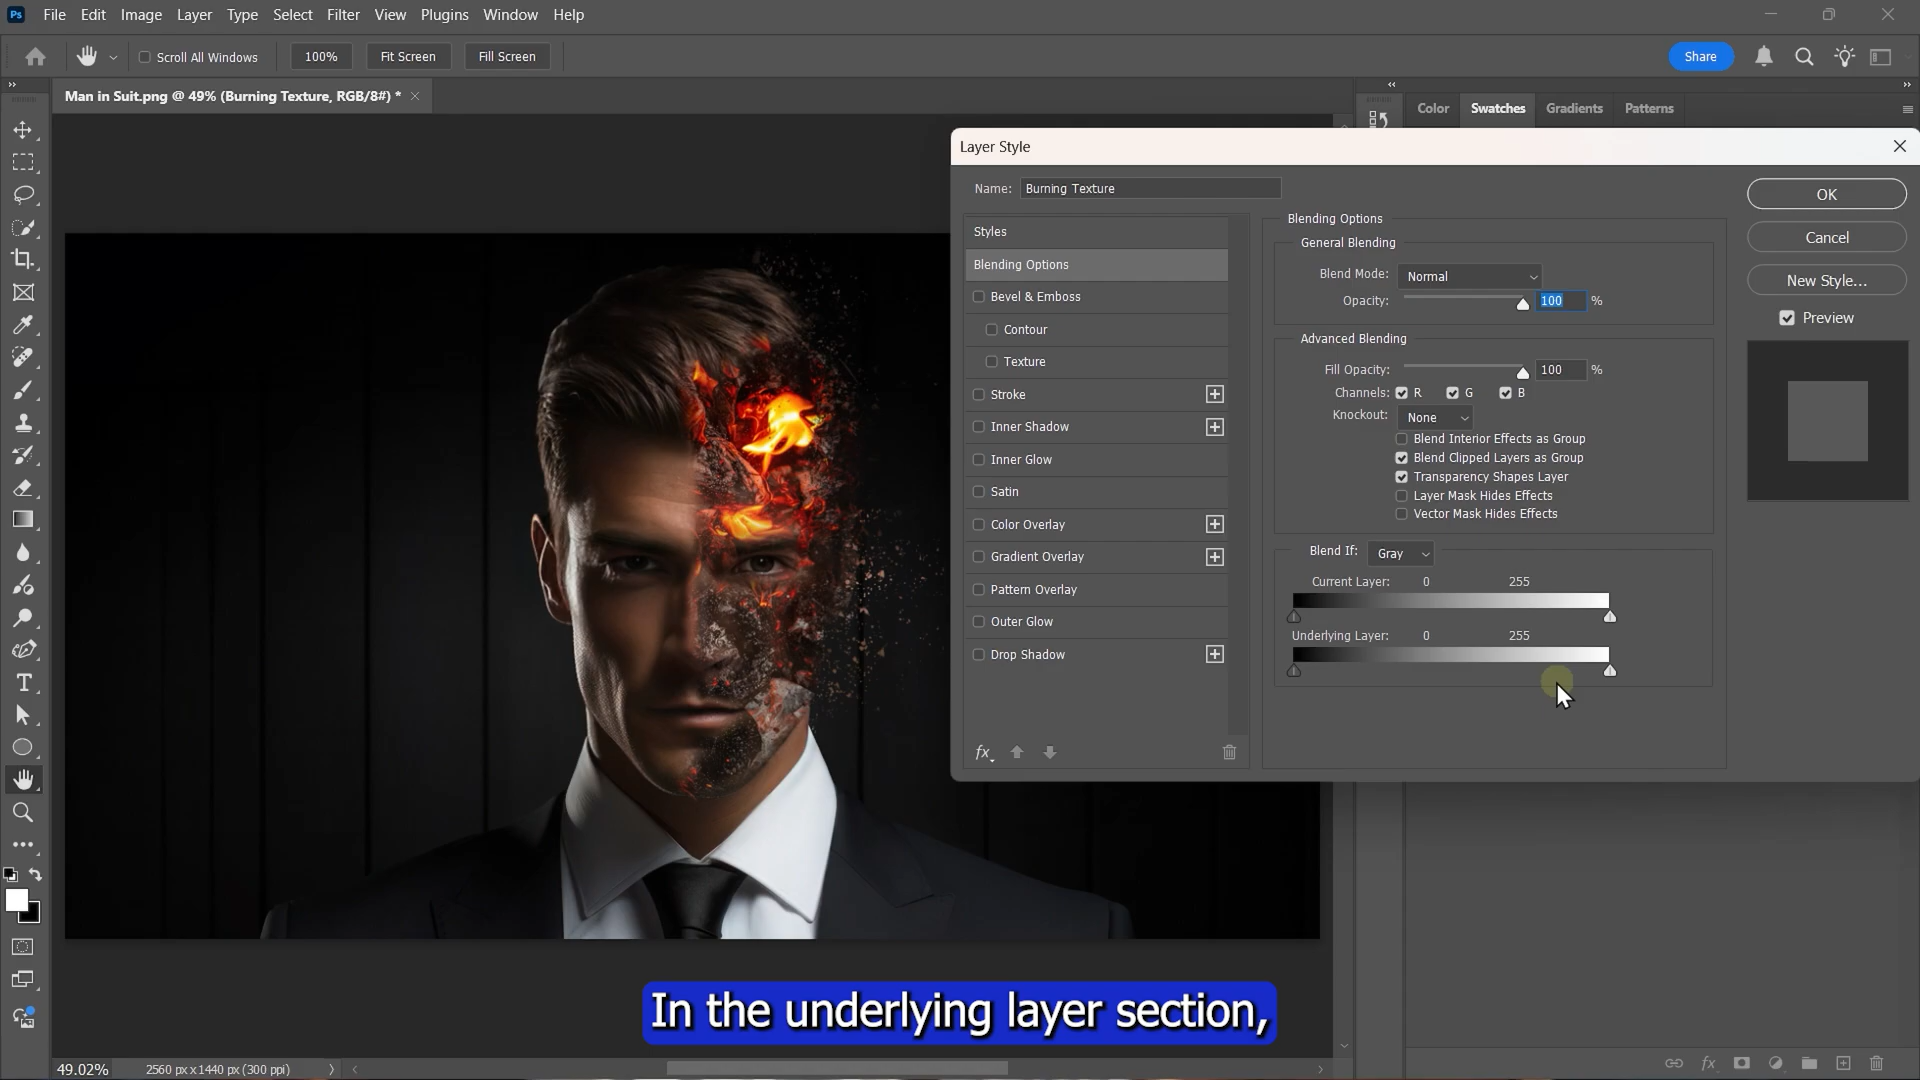 Ps File Edit Image Layer Type Select Filter View Plugins Window Help
Scroll All Windows 100% Fit Screen Fill Screen Share
Man in Suit.png @ 49% (Burning Texture, RGB/8#) *
Color Swatches Gradients Patterns
Layer Style
Name: Burning Texture
Styles
Blending Options
Bevel & Emboss
Contour
Texture
Stroke
Inner Shadow
Inner Glow
Satin
Color Overlay
Gradient Overlay
Pattern Overlay
Outer Glow
Drop Shadow
fx
Blending Options
General Blending
Blend Mode: Normal
Opacity: 100 %
Advanced Blending
Fill Opacity: 100 %
Channels: R G B
Knockout: None
Blend Interior Effects as Group
Blend Clipped Layers as Group
Transparency Shapes Layer
Layer Mask Hides Effects
Vector Mask Hides Effects
Blend If: Gray
Current Layer: 0 255
Underlying Layer: 0 255
OK
Cancel
New Style...
Preview
In the underlying layer section,
49.02% 2560 px x 1440 px (300 ppi)
fx